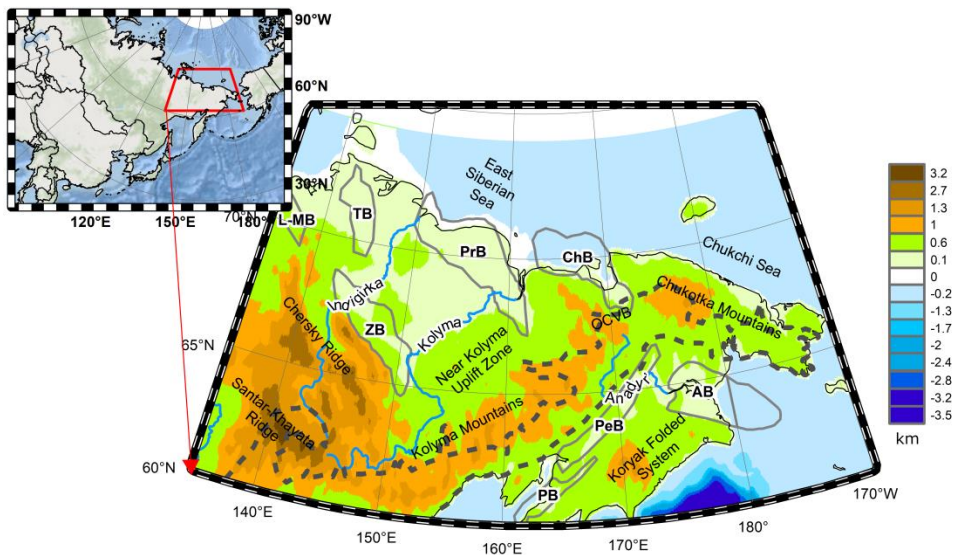 90°W
60°N
30°N
120°E
150°E
180°
70°N
L-MB
TB
East
Siberian
Sea
PrB
ChB
Chukchi Sea
Indigirka
Chukotka Mountains
OCVB
Chersky Ridge
ZB
Kolyma
Near Kolyma
Uplift Zone
65°N
Anadyr
AB
Santar-Khayata
Ridge
Kolyma Mountains
PeB
Koryak Folded
System
PB
60°N
140°E
150°E
160°E
170°E
180°
170°W
3.2
2.7
1.3
1
0.6
0.1
0
-0.2
-1.3
-1.7
-2
-2.4
-2.8
-3.2
-3.5
km